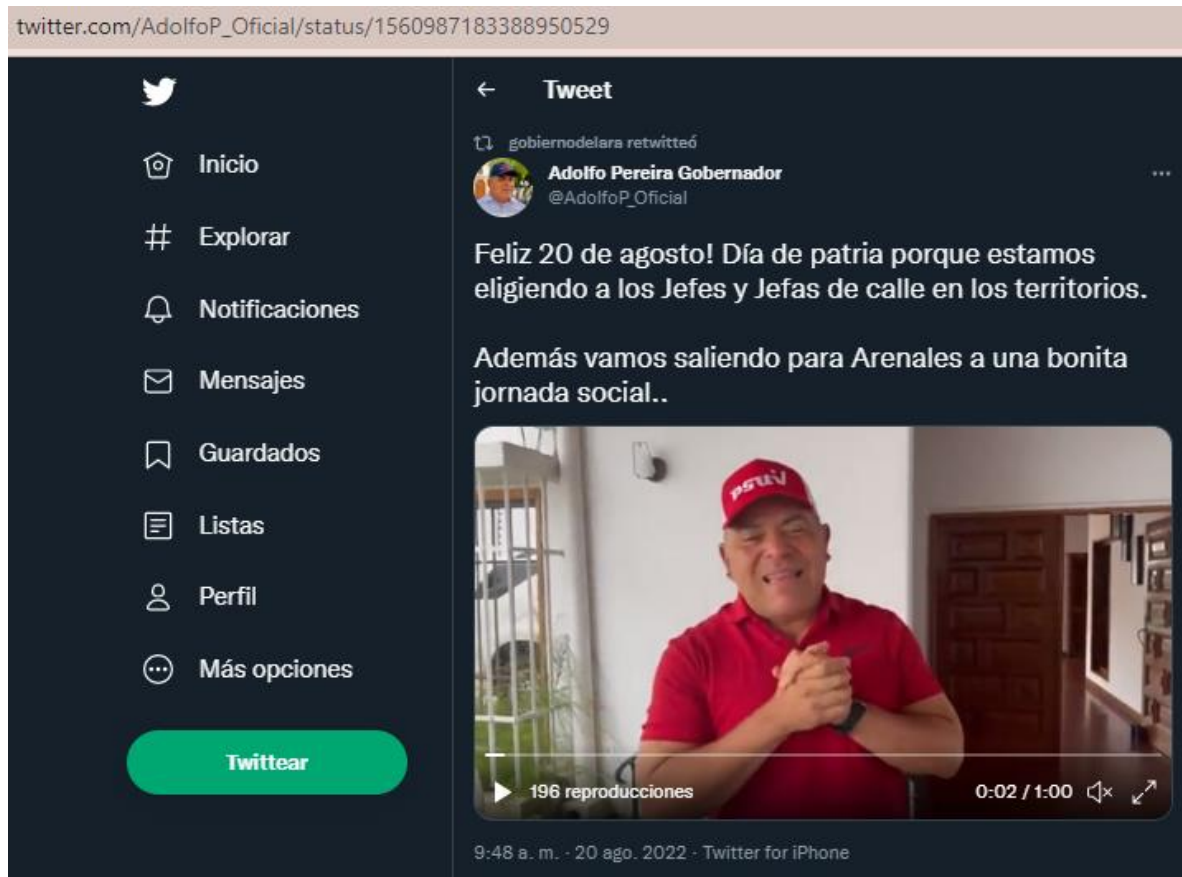 twitter.com/AdolfoP_Oficial/status/1560987183388950529
Inicio
Explorar
Notificaciones
Mensajes
Guardados
Listas
Perfil
Más opciones
Twittear
Tweet
gobiernodelara retwitteó
Adolfo Pereira Gobernador
@AdolfoP_Oficial
Feliz 20 de agosto! Día de patria porque estamos
eligiendo a los Jefes y Jefas de calle en los territorios.
Además vamos saliendo para Arenales a una bonita
jornada social..
psuv
196 reproducciones
0:02 / 1:00
9:48 a. m. · 20 ago. 2022 · Twitter for iPhone